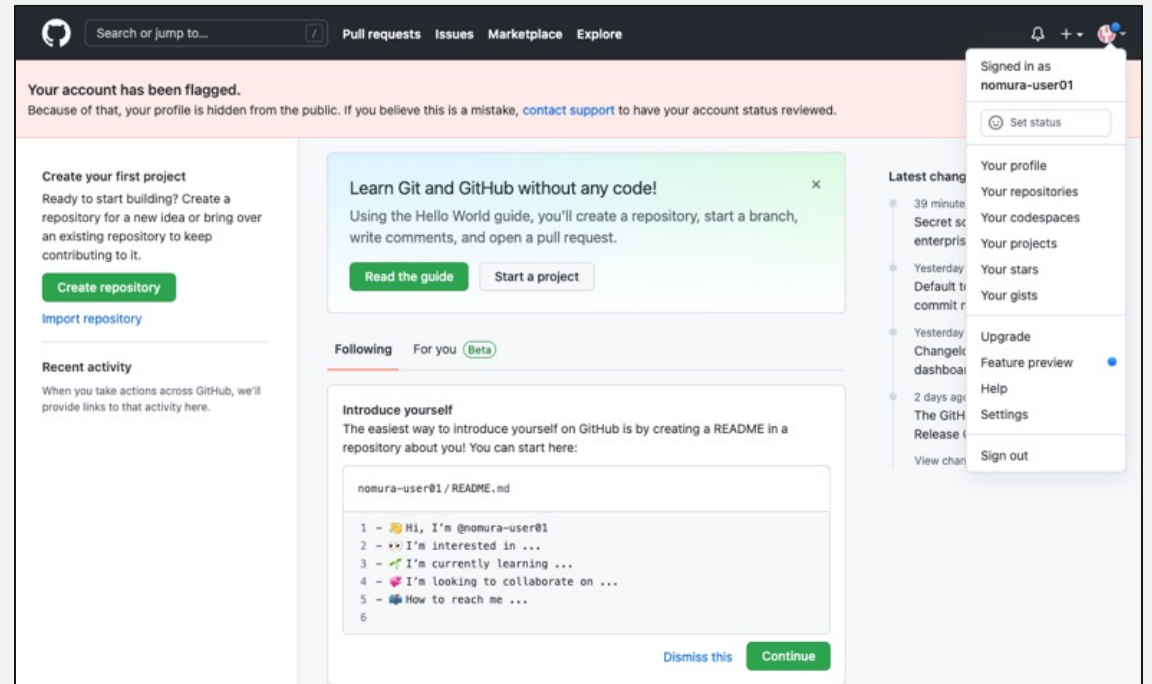 Search or jump to... /
Pull requests Issues Marketplace Explore
Your account has been flagged.
Because of that, your profile is hidden from the public. If you believe this is a mistake, contact support to have your account status reviewed.
Create your first project
Ready to start building? Create a
repository for a new idea or bring over
an existing repository to keep
contributing to it.
Create repository
Import repository
Recent activity
When you take actions across GitHub, we'll
provide links to that activity here.
Learn Git and GitHub without any code!
Using the Hello World guide, you'll create a repository, start a branch,
write comments, and open a pull request.
Read the guide Start a project
Following For you Beta
Introduce yourself
The easiest way to introduce yourself on GitHub is by creating a README in a
repository about you! You can start here:
nomura-user01/README.md
1 - 👋 Hi, I'm @nomura-user01
2 - 👀 I'm interested in ...
3 - 🌱 I'm currently learning ...
4 - 💞️ I'm looking to collaborate on ...
5 - 📫 How to reach me ...
6
Dismiss this Continue
Latest
39
Secret
Yesterday
Default
commit
Yesterday
2 days
The
Release
View
Signed in as
nomura-user01
Set status
Your profile
Your repositories
Your codespaces
Your projects
Your stars
Your gists
Upgrade
Feature preview
Help
Settings
Sign out